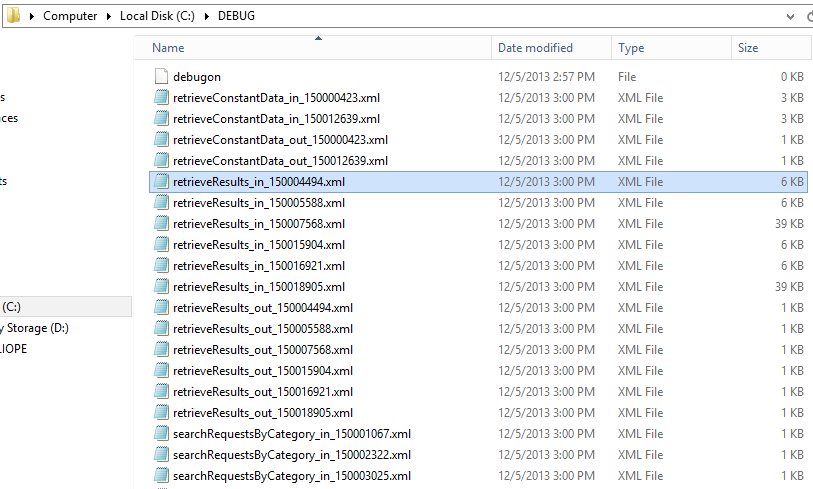 Computer Local Disk (C:) DEBUG
Name Date modified Type Size
debugon 12/5/2013 2:57 PM File 0 KB
s retrieveConstantData_in_150000423.xml 12/5/2013 3:00 PM XML File 3 KB
ces retrieveConstantData_in_150012639.xml 12/5/2013 3:00 PM XML File 3 KB
retrieveConstantData_out_150000423.xml 12/5/2013 3:00 PM XML File 1 KB
retrieveConstantData_out_150012639.xml 12/5/2013 3:00 PM XML File 1 KB
ts retrieveResults_in_150004494.xml 12/5/2013 3:00 PM XML File 6 KB
retrieveResults_in_150005588.xml 12/5/2013 3:00 PM XML File 6 KB
retrieveResults_in_150007568.xml 12/5/2013 3:00 PM XML File 39 KB
retrieveResults_in_150015904.xml 12/5/2013 3:00 PM XML File 6 KB
retrieveResults_in_150016921.xml 12/5/2013 3:00 PM XML File 6 KB
retrieveResults_in_150018905.xml 12/5/2013 3:00 PM XML File 39 KB
(C:) retrieveResults_out_150004494.xml 12/5/2013 3:00 PM XML File 1 KB
y Storage (D:) retrieveResults_out_150005588.xml 12/5/2013 3:00 PM XML File 1 KB
LIOPE retrieveResults_out_150007568.xml 12/5/2013 3:00 PM XML File 1 KB
retrieveResults_out_150015904.xml 12/5/2013 3:00 PM XML File 1 KB
retrieveResults_out_150016921.xml 12/5/2013 3:00 PM XML File 1 KB
retrieveResults_out_150018905.xml 12/5/2013 3:00 PM XML File 1 KB
searchRequestsByCategory_in_150001067.xml 12/5/2013 3:00 PM XML File 1 KB
searchRequestsByCategory_in_150002322.xml 12/5/2013 3:00 PM XML File 1 KB
searchRequestsByCategory_in_150003025.xml 12/5/2013 3:00 PM XML File 1 KB